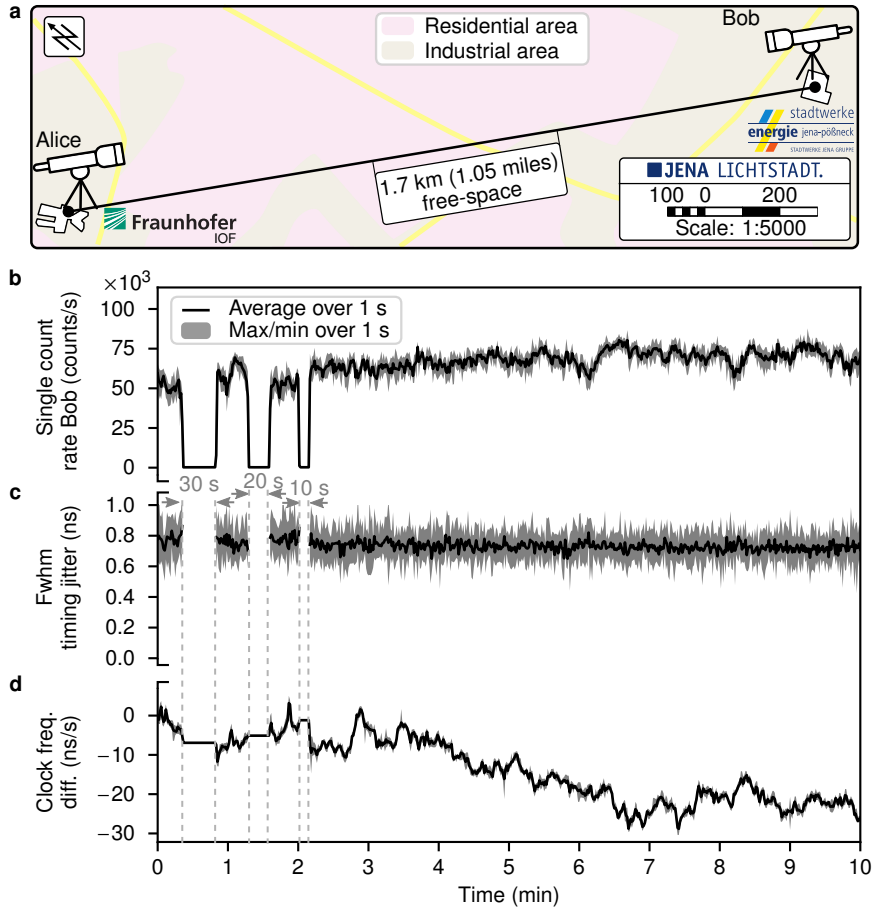 a
Residential area
Industrial area
Bob
Alice
stadtwerke
energie jena-pößneck
STADTWERKE JENA GRUPPE
1.7 km (1.05 miles)
free-space
JENA LICHTSTADT.
100 0 200
Scale: 1:5000
Fraunhofer
IOF
b
×10³
Single count
rate Bob (counts/s)
100
75
50
25
0
Average over 1 s
Max/min over 1 s
30 s
20 s
10 s
c
Fwhm
timing jitter (ns)
1.0
0.8
0.6
0.4
0.2
0.0
d
Clock freq.
diff. (ns/s)
0
−10
−20
−30
0 1 2 3 4 5 6 7 8 9 10
Time (min)